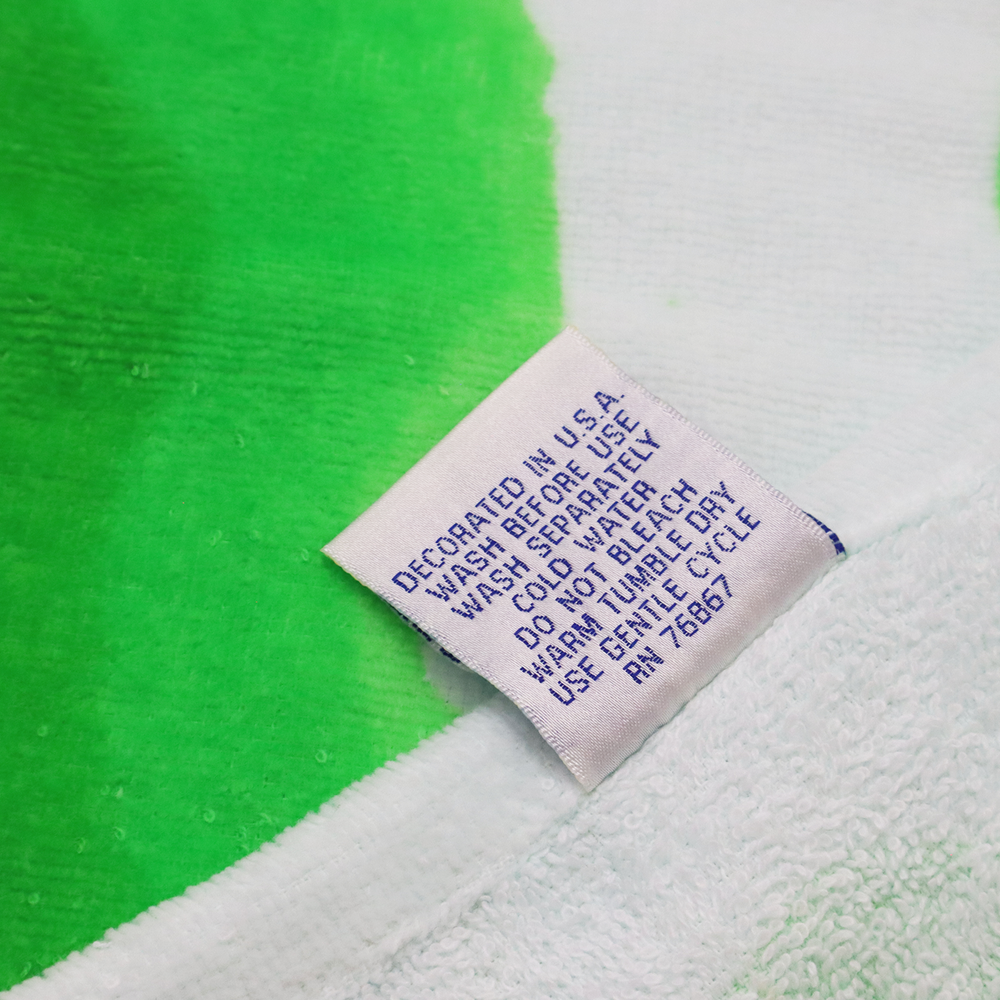 DECORATED IN U.S.A.
WASH BEFORE USE
WASH SEPARATELY
COLD WATER
DO NOT BLEACH
WARM TUMBLE DRY
USE GENTLE CYCLE
RN 76867